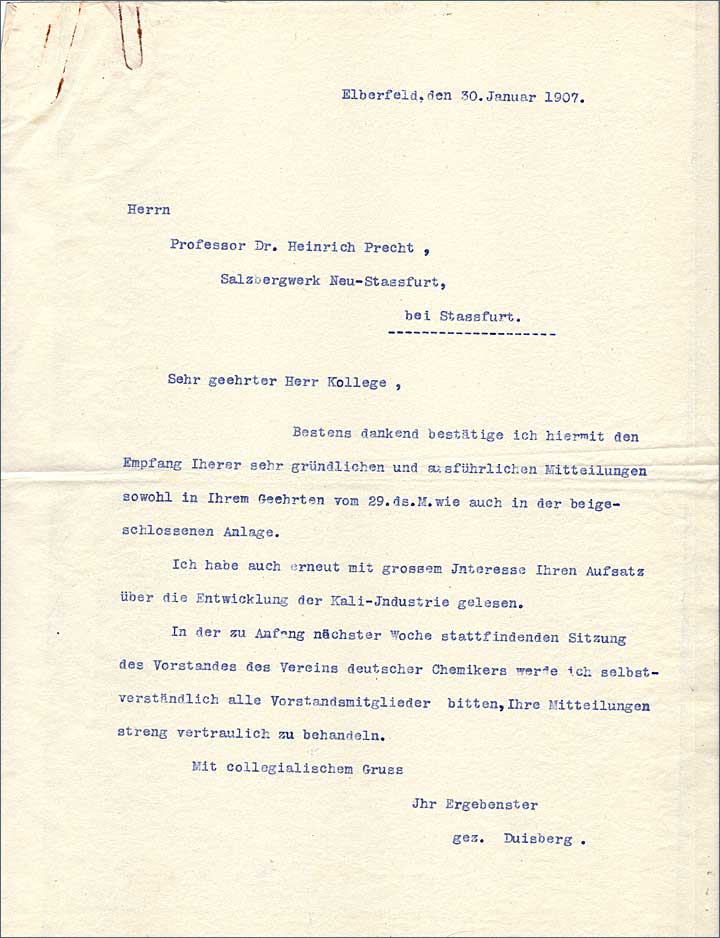 Elberfeld, den 30. Januar 1907.
Herrn
Professor Dr. Heinrich Precht ,
Salzbergwerk Neu-Stassfurt,
bei Stassfurt.
--------------------
Sehr geehrter Herr Kollege ,
Bestens dankend bestätige ich hiermit den
Empfang Iherer sehr gründlichen und ausführlichen Mitteilungen
sowohl in Ihrem Geehrten vom 29.ds.M.wie auch in der beige-
schlossenen Anlage.
Ich habe auch erneut mit grossem Jnteresse Ihren Aufsatz
über die Entwicklung der Kali-Jndustrie gelesen.
In der zu Anfang nächster Woche stattfindenden Sitzung
des Vorstandes des Vereins deutscher Chemikers werde ich selbst-
verständlich alle Vorstandsmitglieder bitten, Ihre Mitteilungen
streng vertraulich zu behandeln.
Mit collegialischem Gruss
Jhr Ergebenster
gez. Duisberg .